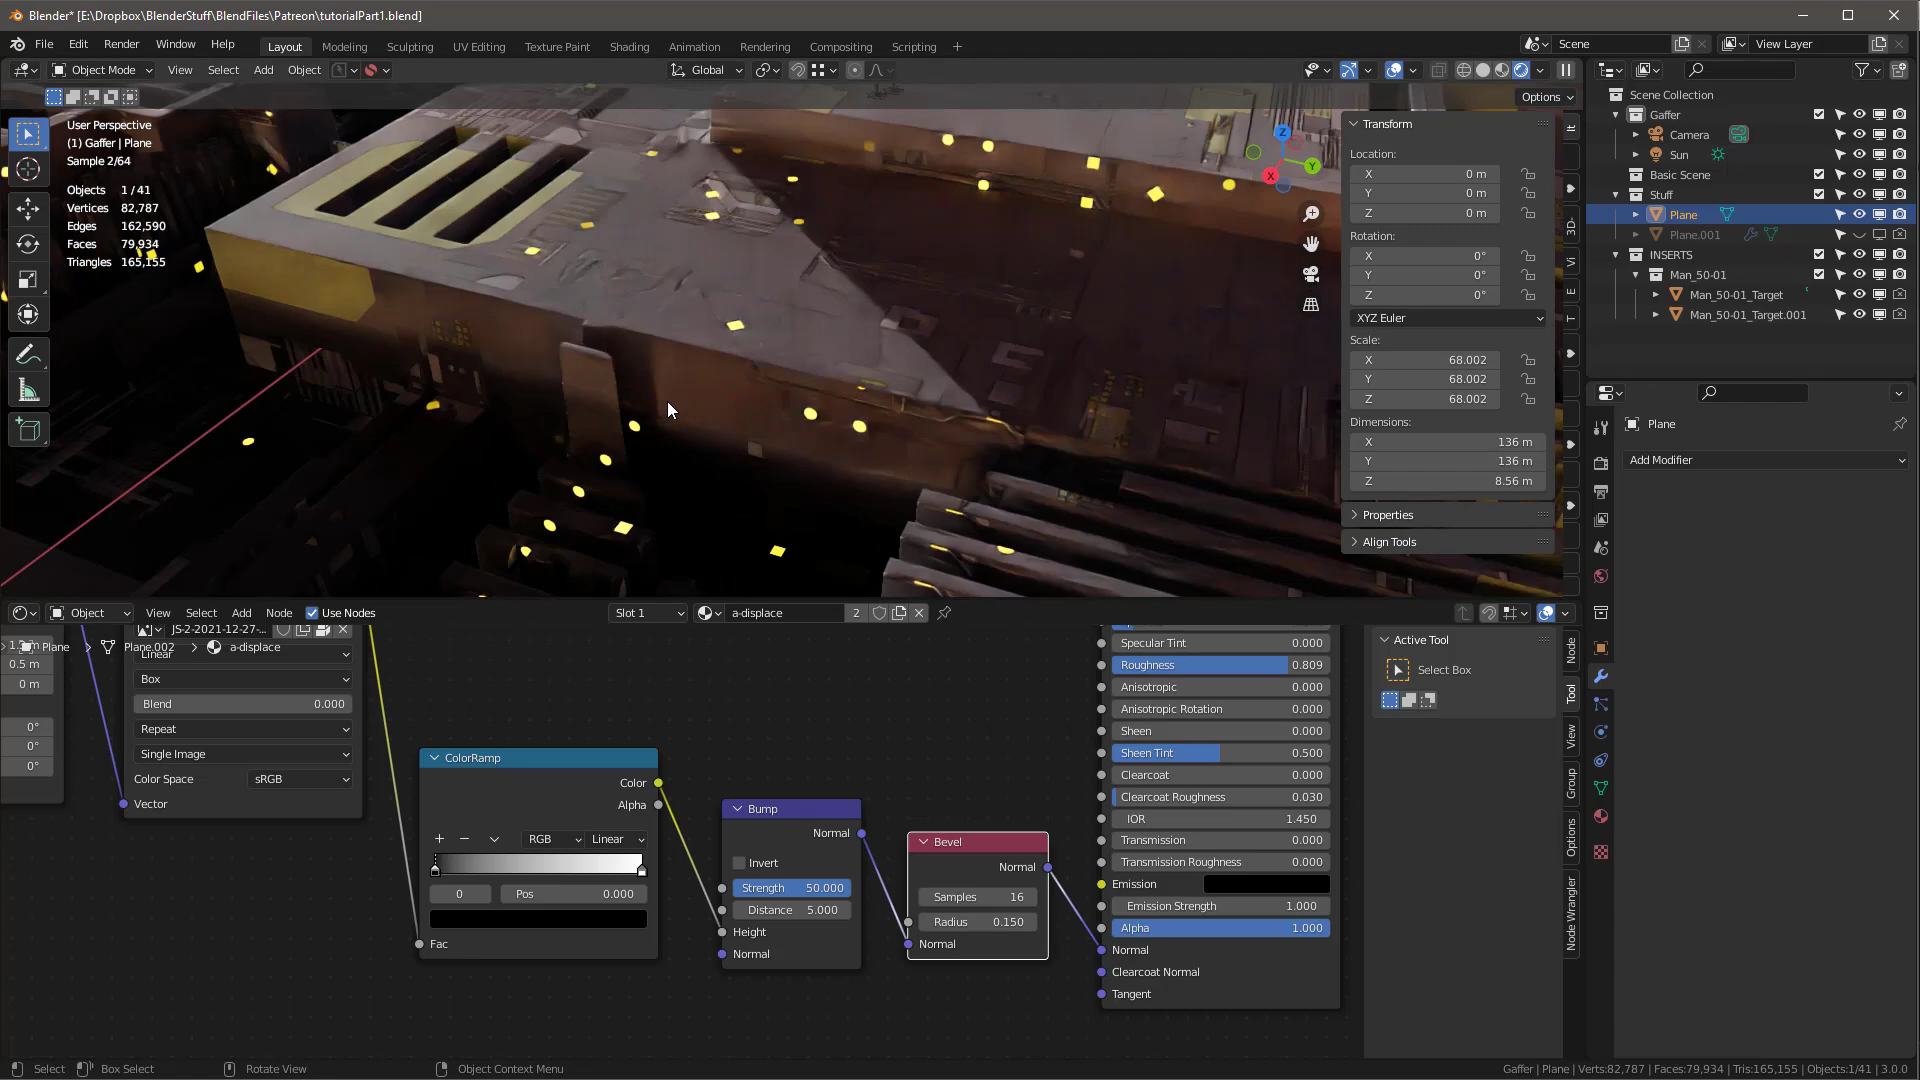 Blender* [E:\Dropbox\BlenderStuff\BlendFiles\Patreon\tutorialPart1.blend]
File Edit Render Window Help Layout Modeling Sculpting UV Editing Texture Paint Shading Animation Rendering Compositing Scripting + Scene View Layer
Object Mode View Select Add Object Global
Options
User Perspective
(1) Gaffer | Plane
Sample 2/64
Objects 1 / 41
Vertices 82,787
Edges 162,590
Faces 79,934
Triangles 165,155
Z
Y
X
Transform
Location:
X 0 m
Y 0 m
Z 0 m
Rotation:
X 0°
Y 0°
Z 0°
XYZ Euler
Scale:
X 68.002
Y 68.002
Z 68.002
Dimensions:
X 136 m
Y 136 m
Z 8.56 m
Properties
Align Tools
It
3D-
Vi
E
T
Scene Collection
Gaffer
Camera
Sun
Basic Scene
Stuff
Plane
Plane.001
INSERTS
Man_50-01
Man_50-01_Target
Man_50-01_Target.001
Plane
Add Modifier
Object View Select Add Node Use Nodes Slot 1 a-displace 2
JS-2-2021-12-27-...
Plane Plane.002 a-displace
0.5 m
0 m
0°
0°
0°
Linear
Box
Blend 0.000
Repeat
Single Image
Color Space sRGB
Vector
ColorRamp
Color
Alpha
+ − RGB Linear
0 Pos 0.000
Fac
Bump
Normal
Invert
Strength 50.000
Distance 5.000
Height
Normal
Bevel
Normal
Samples 16
Radius 0.150
Normal
Specular Tint 0.000
Roughness 0.809
Anisotropic 0.000
Anisotropic Rotation 0.000
Sheen 0.000
Sheen Tint 0.500
Clearcoat 0.000
Clearcoat Roughness 0.030
IOR 1.450
Transmission 0.000
Transmission Roughness 0.000
Emission
Emission Strength 1.000
Alpha 1.000
Normal
Clearcoat Normal
Tangent
Active Tool
Select Box
Node
Tool
View
Group
Options
Node Wrangler
Select Box Select Rotate View Object Context Menu Gaffer | Plane | Verts:82,787 | Faces:79,934 | Tris:165,155 | Objects:1/41 | 3.0.0